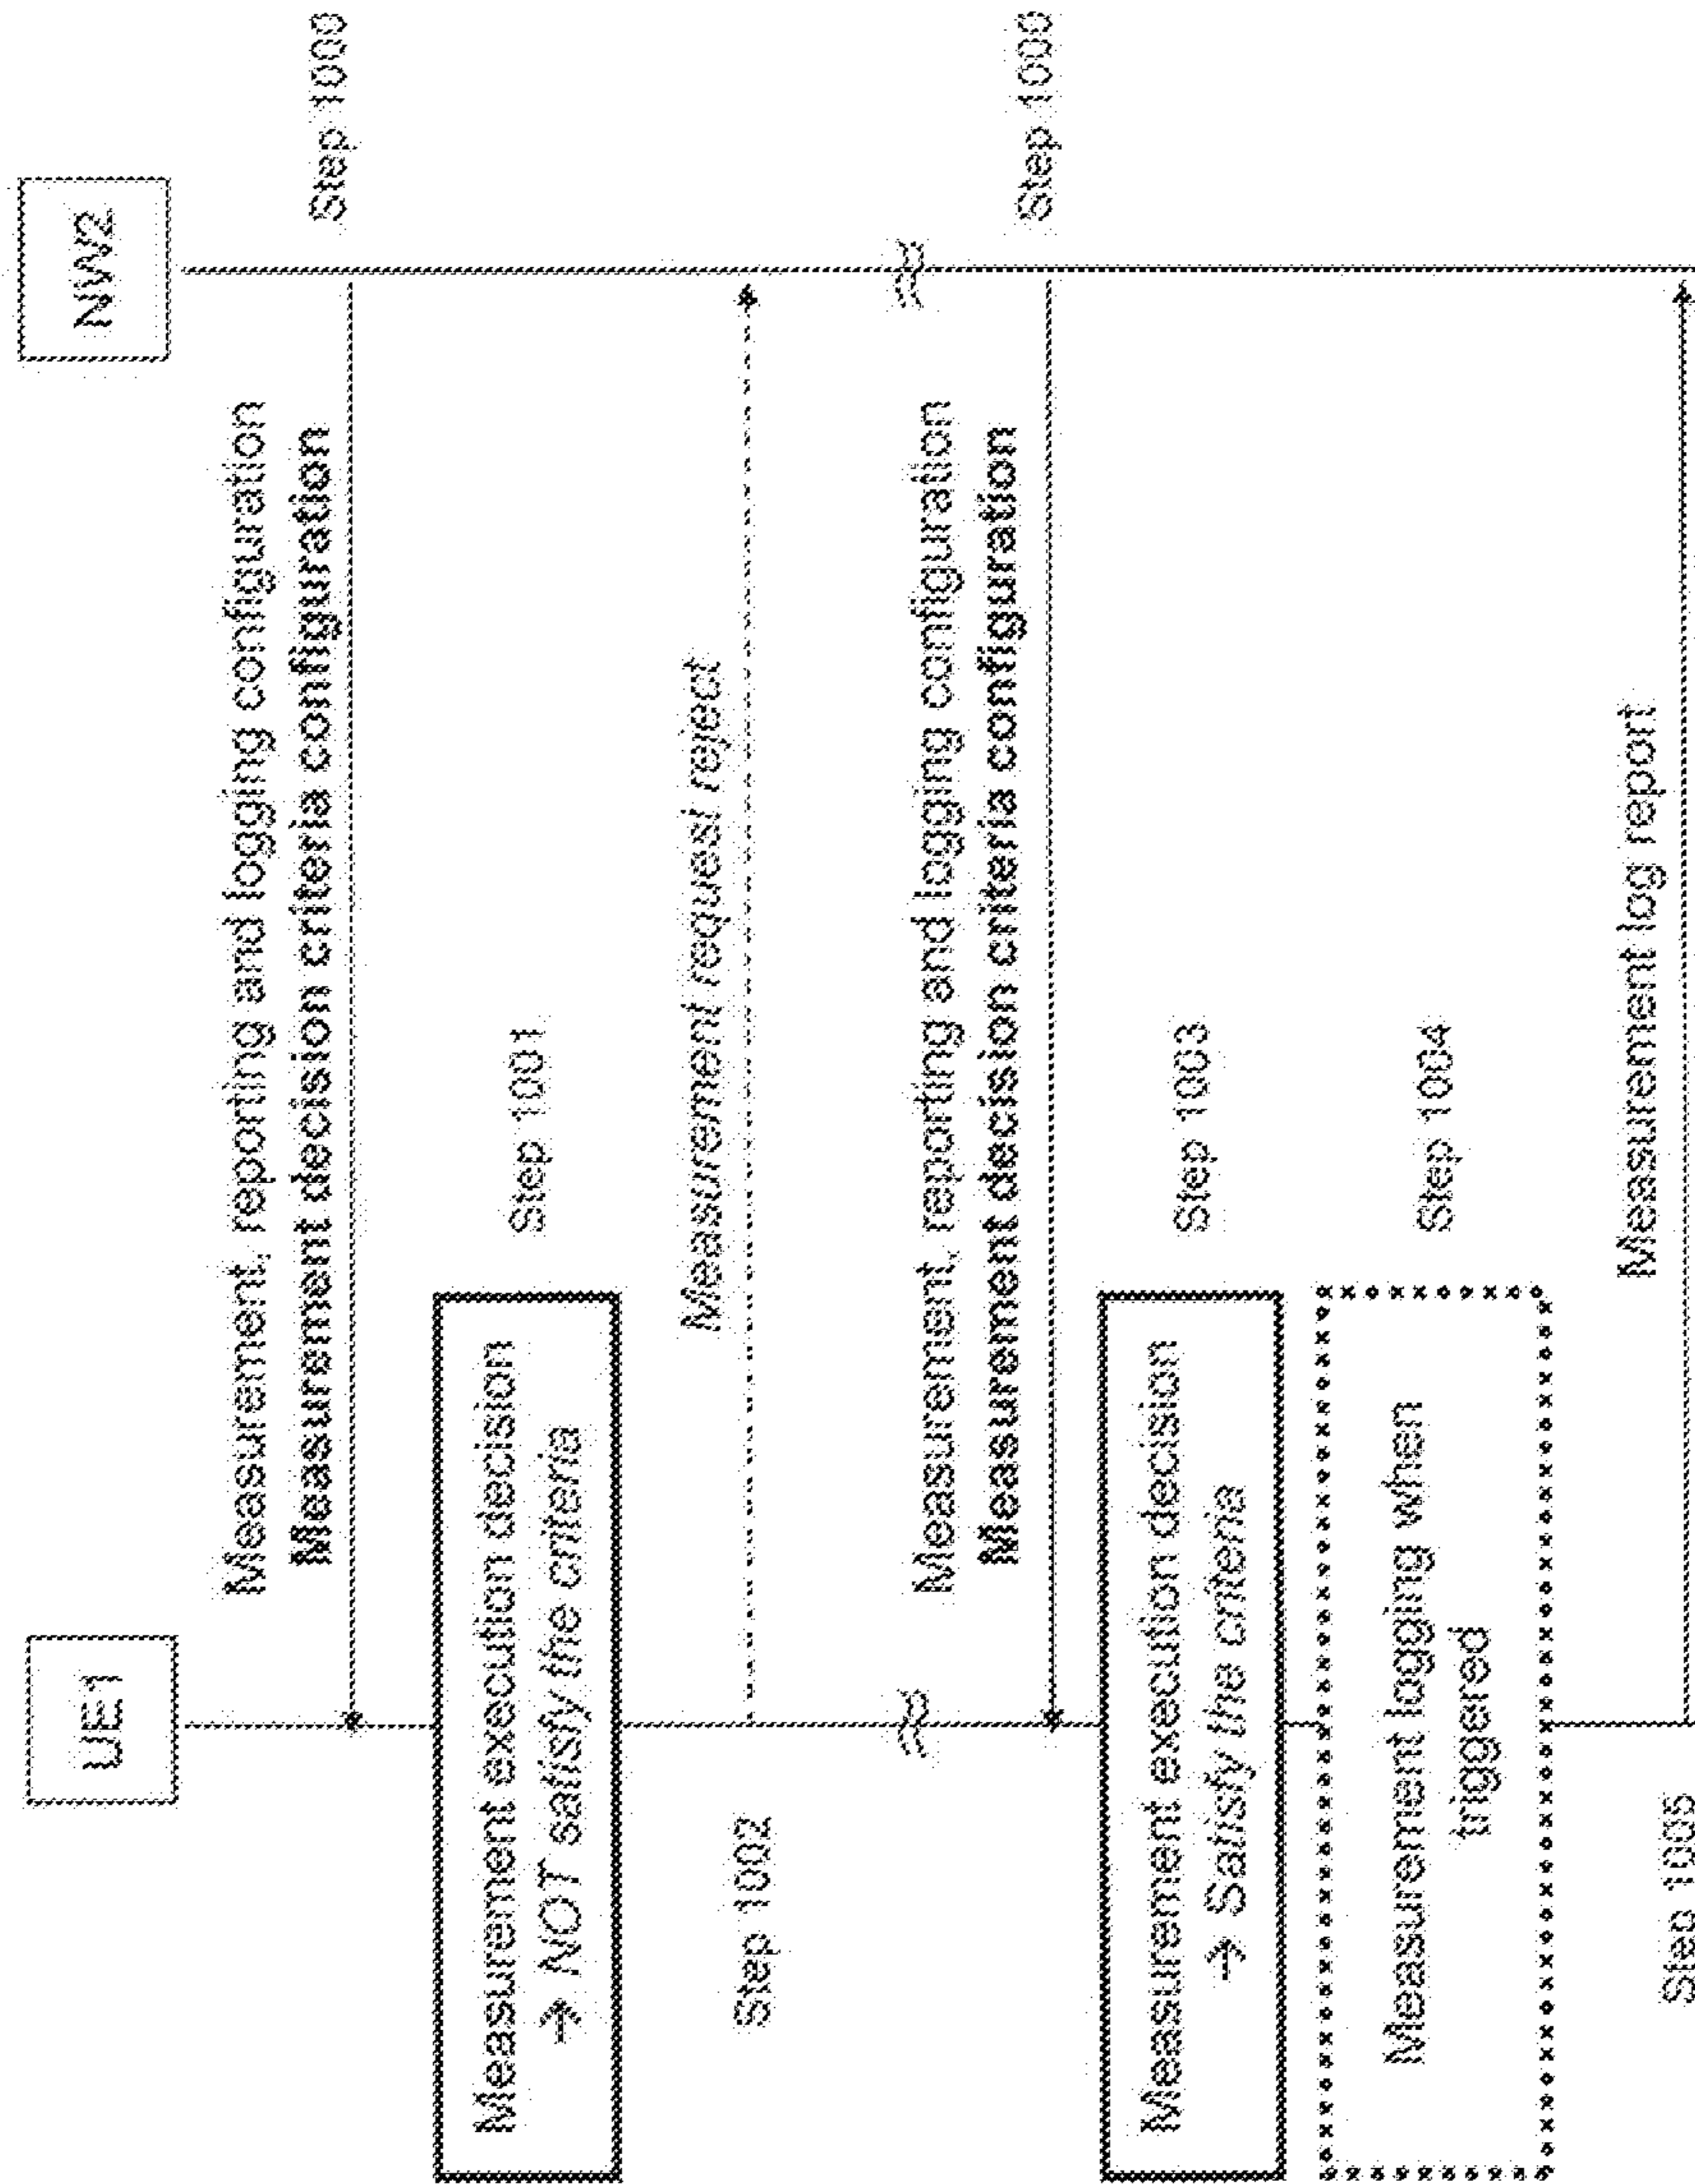 UE1
NW2
Measurement, reporting and logging configuration
Measurement decision criteria configuration
Step 1000
Measurement execution decision
→ NOT satisfy the criteria
Step 1001
Measurement request reject
Step 1002
Measurement, reporting and logging configuration
Measurement decision criteria configuration
Step 1000
Measurement execution decision
→ Satisfy the criteria
Step 1003
Measurement logging when
triggered
Step 1004
Measurement log report
Step 1005